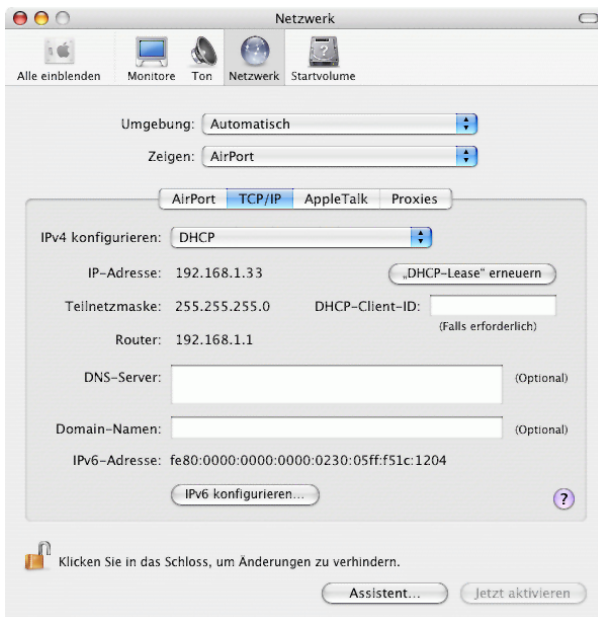 Netzwerk
Alle einblenden Monitore Ton Netzwerk Startvolume
Umgebung: Automatisch
Zeigen: AirPort
AirPort TCP/IP AppleTalk Proxies
IPv4 konfigurieren: DHCP
IP-Adresse: 192.168.1.33 „DHCP-Lease“ erneuern
Teilnetzmaske: 255.255.255.0 DHCP-Client-ID:
(Falls erforderlich)
Router: 192.168.1.1
DNS-Server: (Optional)
Domain-Namen: (Optional)
IPv6-Adresse: fe80:0000:0000:0000:0230:05ff:f51c:1204
IPv6 konfigurieren... ?
Klicken Sie in das Schloss, um Änderungen zu verhindern.
Assistent... Jetzt aktivieren